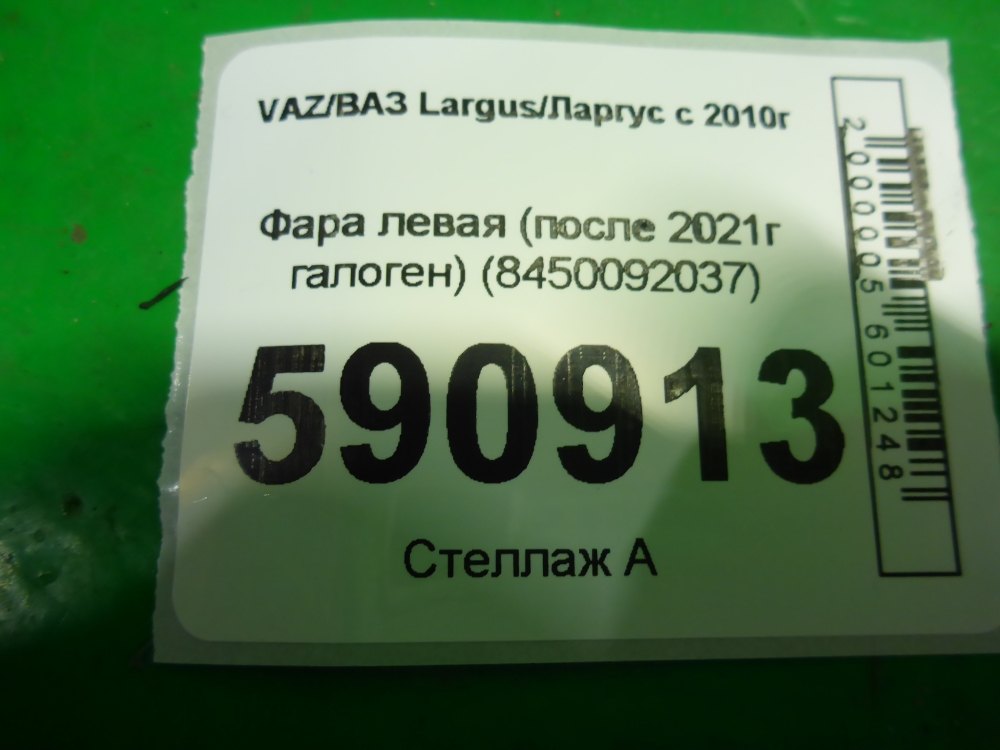 VAZ/ВАЗ Largus/Ларгус с 2010г
Фара левая (после 2021г
галоген) (8450092037)
590913
Стеллаж А
2000005601248